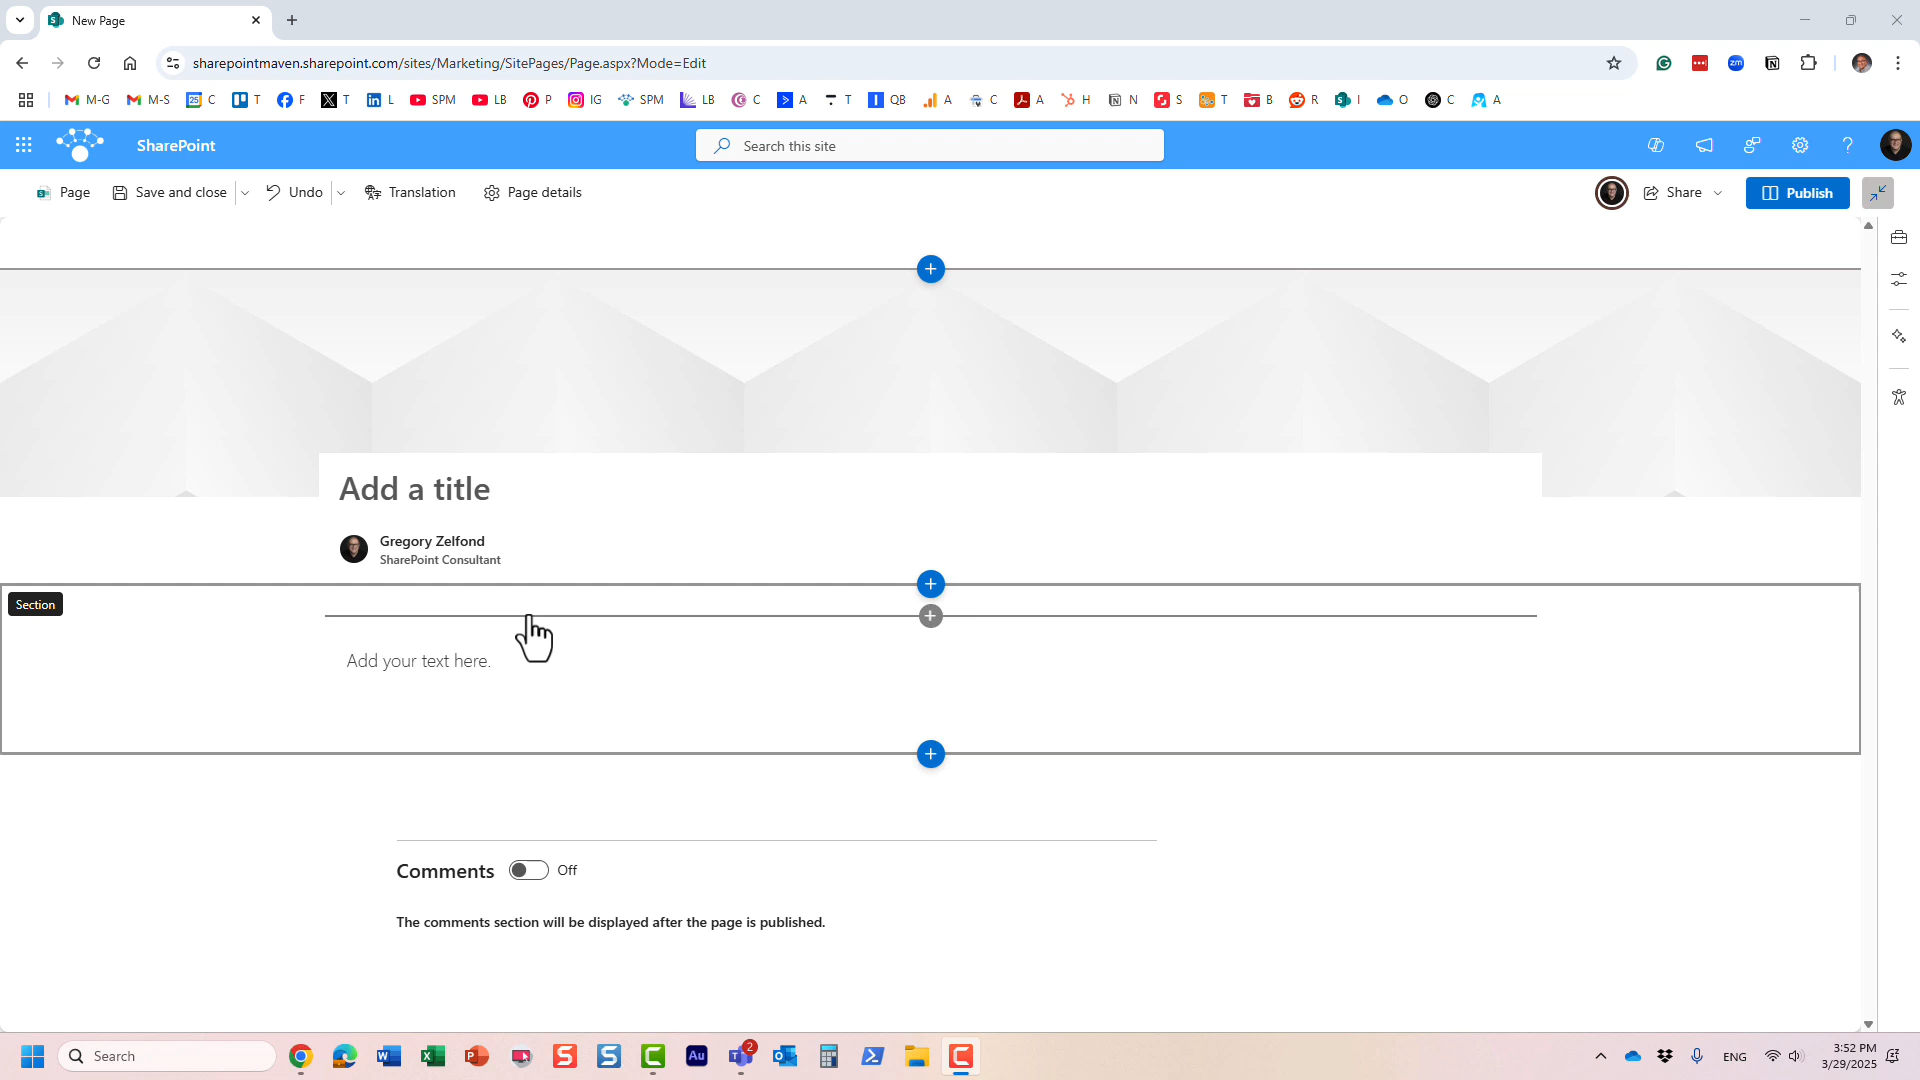 New Page
sharepointmaven.sharepoint.com/sites/Marketing/SitePages/Page.aspx?Mode=Edit
M-G M-S C T F T L SPM LB P IG SPM LB C A T QB A C A H N S T B R I O C A
SharePoint Search this site
Page Save and close Undo Translation Page details Share Publish
Add a title
Gregory Zelfond
SharePoint Consultant
Section
Add your text here.
Comments Off
The comments section will be displayed after the page is published.
Search ENG 3:52 PM
3/29/2025